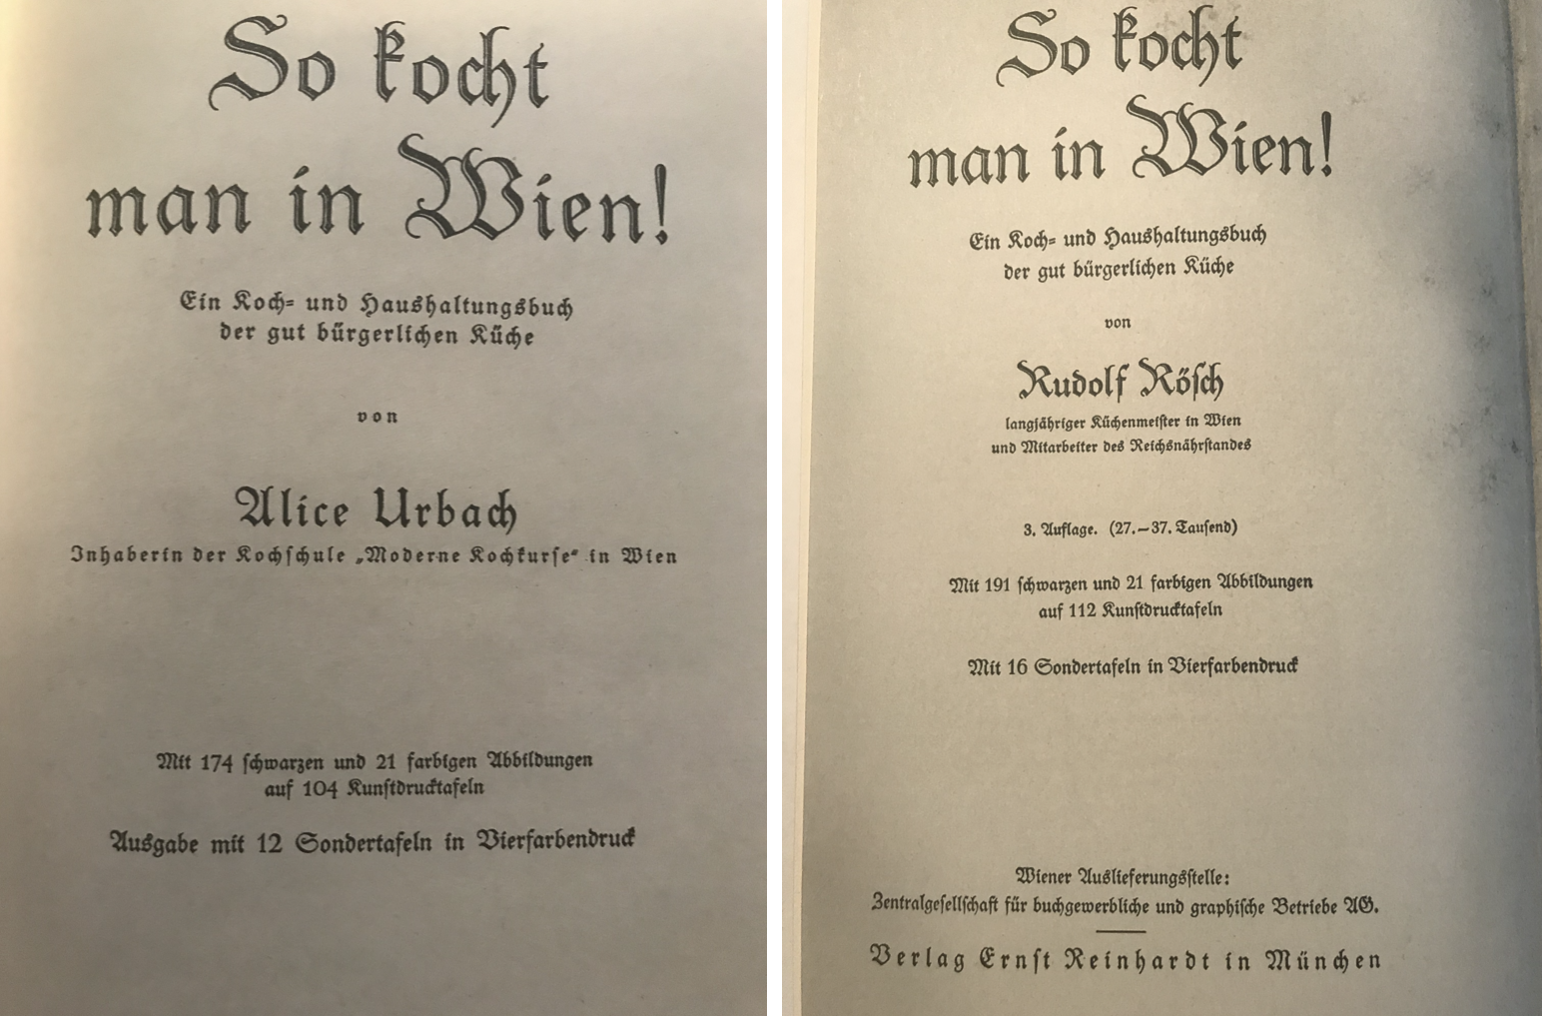 So kocht
man in Wien!
Ein Koch- und Haushaltungsbuch
der gut bürgerlichen Küche
von
Alice Urbach
Inhaberin der Kochschule „Moderne Kochkurse“ in Wien
Mit 174 schwarzen und 21 farbigen Abbildungen
auf 104 Kunstdrucktafeln
Ausgabe mit 12 Sondertafeln in Vierfarbendruck
So kocht
man in Wien!
Ein Koch- und Haushaltungsbuch
der gut bürgerlichen Küche
von
Rudolf Rösch
langjähriger Küchenmeister in Wien
und Mitarbeiter des Reichsnährstandes
3. Auflage. (27.–37. Tausend)
Mit 191 schwarzen und 21 farbigen Abbildungen
auf 112 Kunstdrucktafeln
Mit 16 Sondertafeln in Vierfarbendruck
Wiener Auslieferungsstelle:
Zentralgesellschaft für buchgewerbliche und graphische Betriebe AG.
Verlag Ernst Reinhardt in München